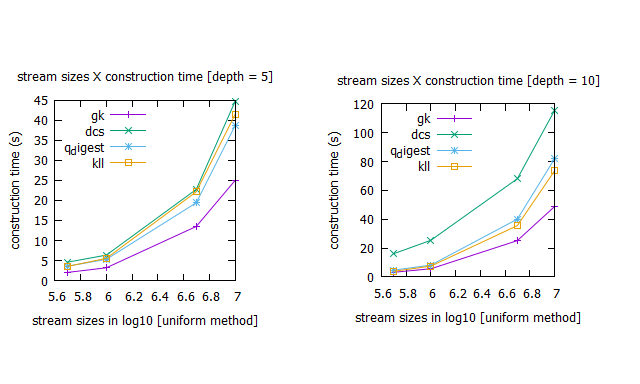 stream sizes X construction time [depth = 5]
construction time (s)
45
40
35
30
25
20
15
10
5
0
gk
dcs
q_digest
kll
5.6 5.8 6 6.2 6.4 6.6 6.8 7
stream sizes in log10 [uniform method]
stream sizes X construction time [depth = 10]
construction time (s)
120
100
80
60
40
20
0
gk
dcs
q_digest
kll
5.6 5.8 6 6.2 6.4 6.6 6.8 7
stream sizes in log10 [uniform method]